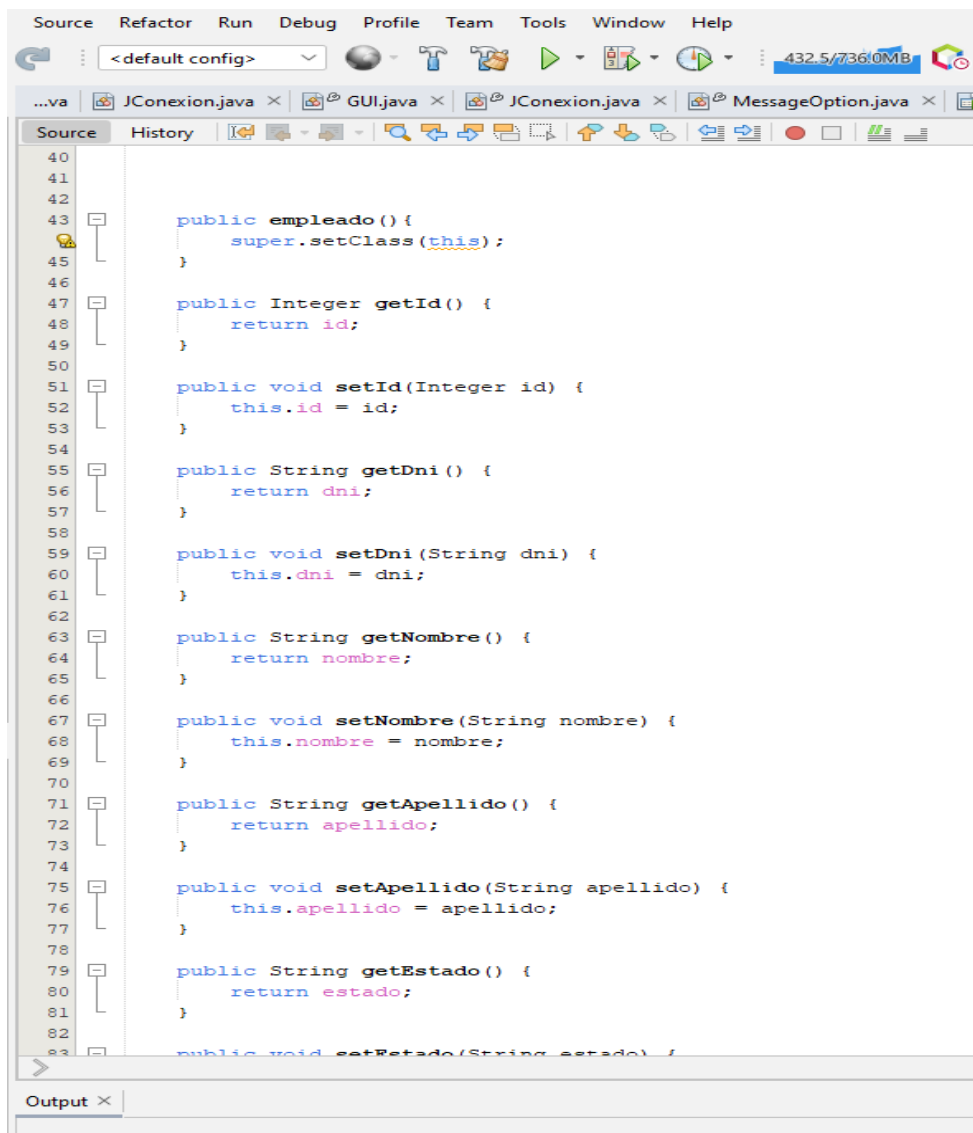 Source Refactor Run Debug Profile Team Tools Window Help
<default config> 432.5/736.0MB
...va JConexion.java GUI.java JConexion.java MessageOption.java
Source History
40
41
42
43 public empleado(){
super.setClass(this);
45 }
46
47 public Integer getId() {
48 return id;
49 }
50
51 public void setId(Integer id) {
52 this.id = id;
53 }
54
55 public String getDni() {
56 return dni;
57 }
58
59 public void setDni(String dni) {
60 this.dni = dni;
61 }
62
63 public String getNombre() {
64 return nombre;
65 }
66
67 public void setNombre(String nombre) {
68 this.nombre = nombre;
69 }
70
71 public String getApellido() {
72 return apellido;
73 }
74
75 public void setApellido(String apellido) {
76 this.apellido = apellido;
77 }
78
79 public String getEstado() {
80 return estado;
81 }
82
83 public void setEstado(String estado) {
Output